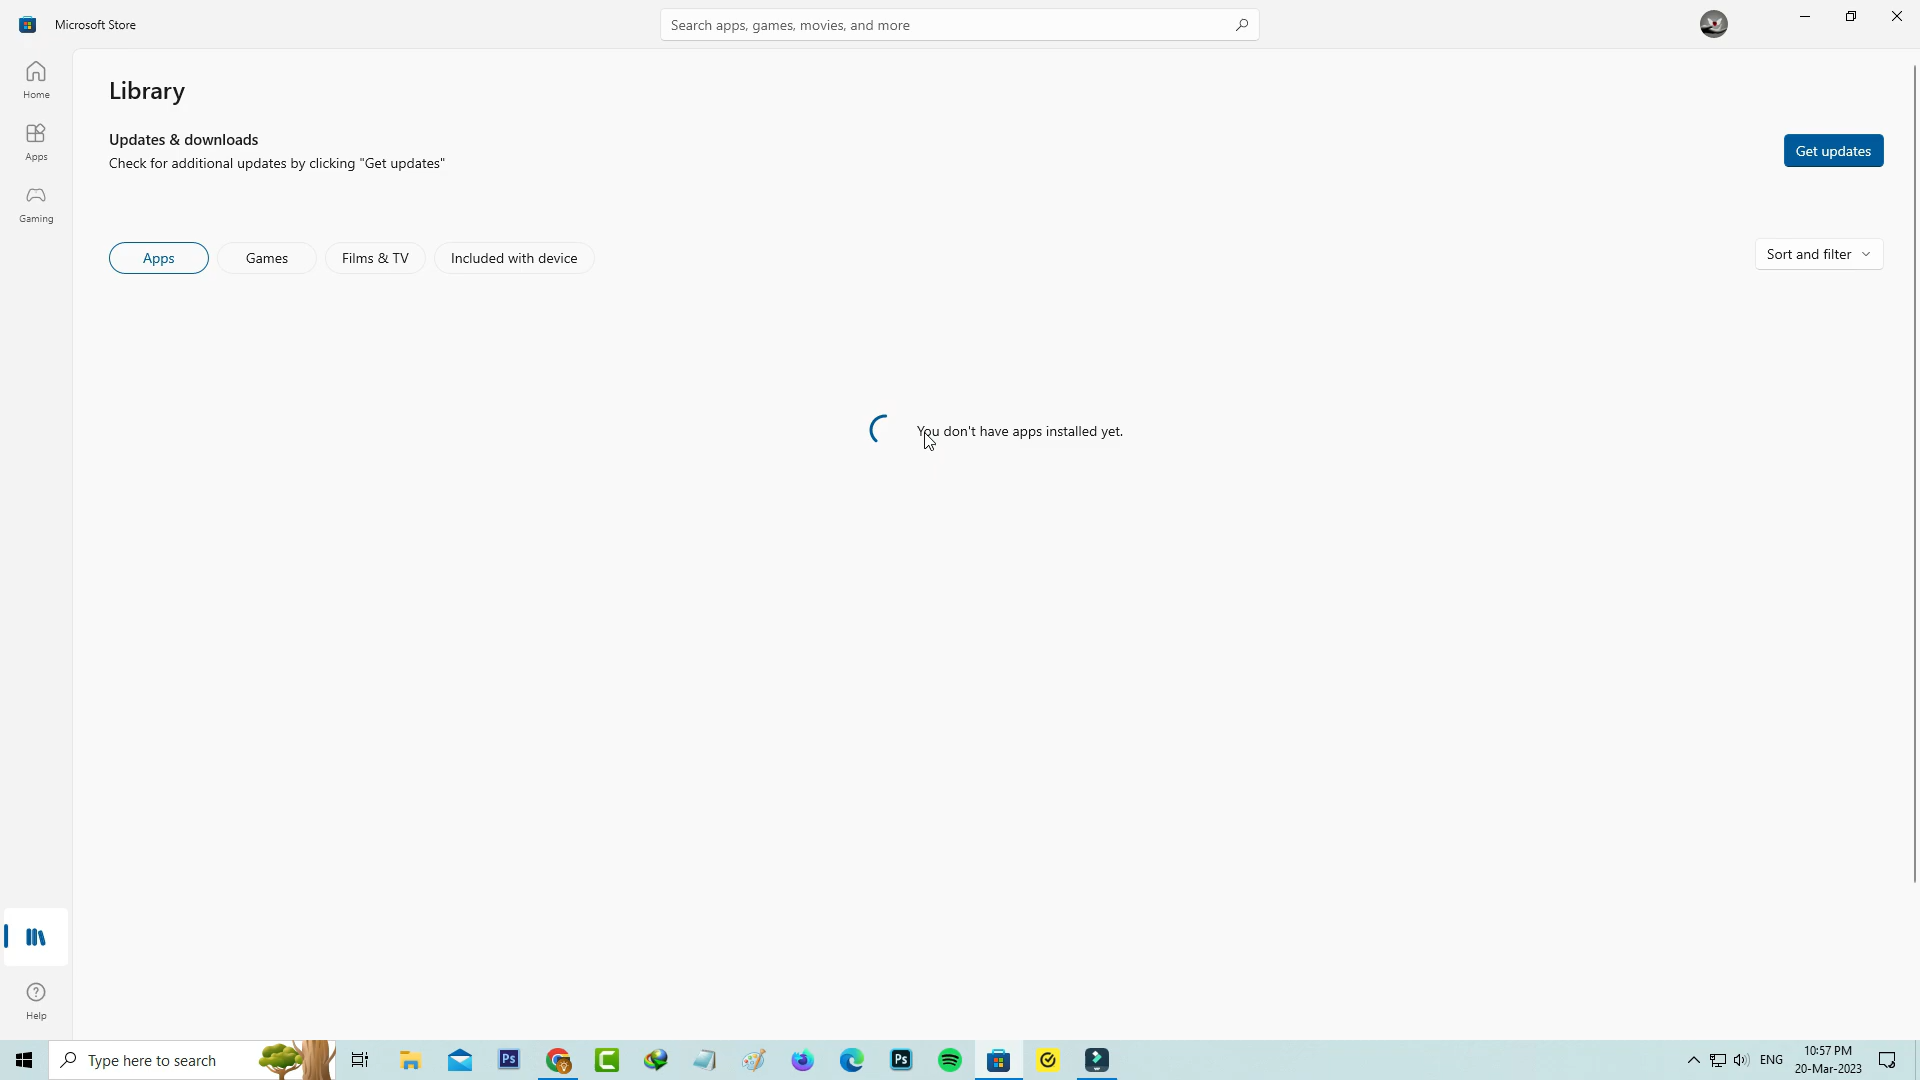 Microsoft Store
Search apps, games, movies, and more
Home
Apps
Gaming
Library
Updates & downloads
Check for additional updates by clicking "Get updates"
Get updates
Apps
Games
Films & TV
Included with device
Sort and filter
You don't have apps installed yet.
Help
Type here to search
Ps
Ps
ENG
10:57 PM
20-Mar-2023